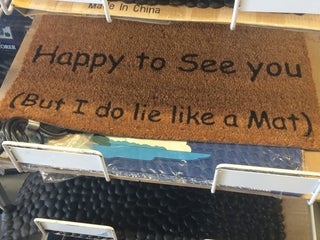 Made In China
Happy to See you
(But I do lie like a Mat)